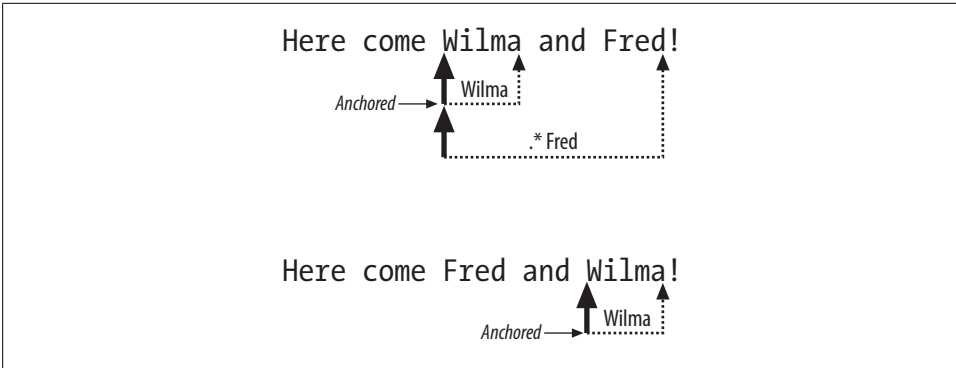 Here come Wilma and Fred!
Wilma
Anchored
.* Fred
Here come Fred and Wilma!
Wilma
Anchored